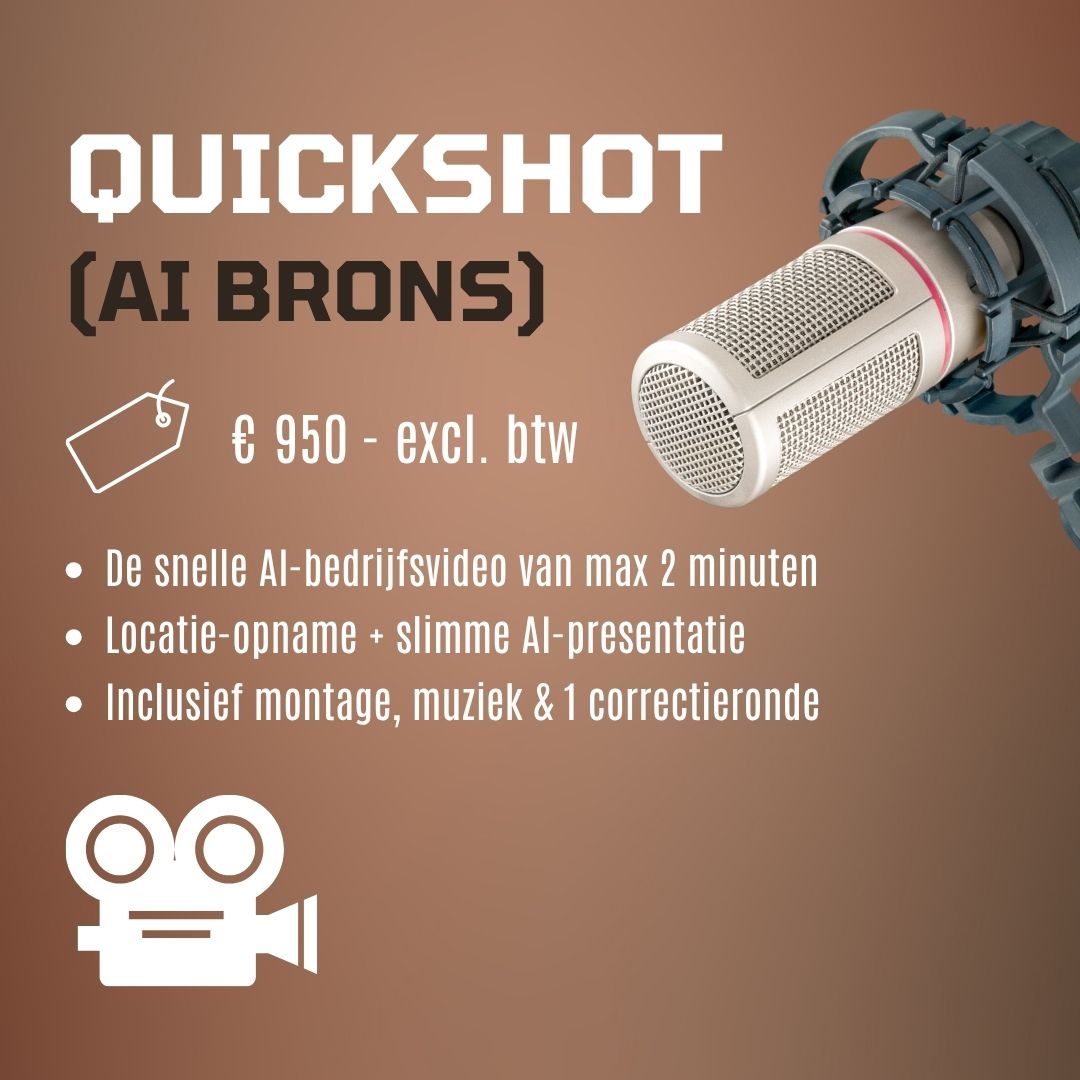 QUICKSHOT
(AI BRONS)
€ 950 - excl. btw
• De snelle AI-bedrijfsvideo van max 2 minuten
• Locatie-opname + slimme AI-presentatie
• Inclusief montage, muziek & 1 correctieronde